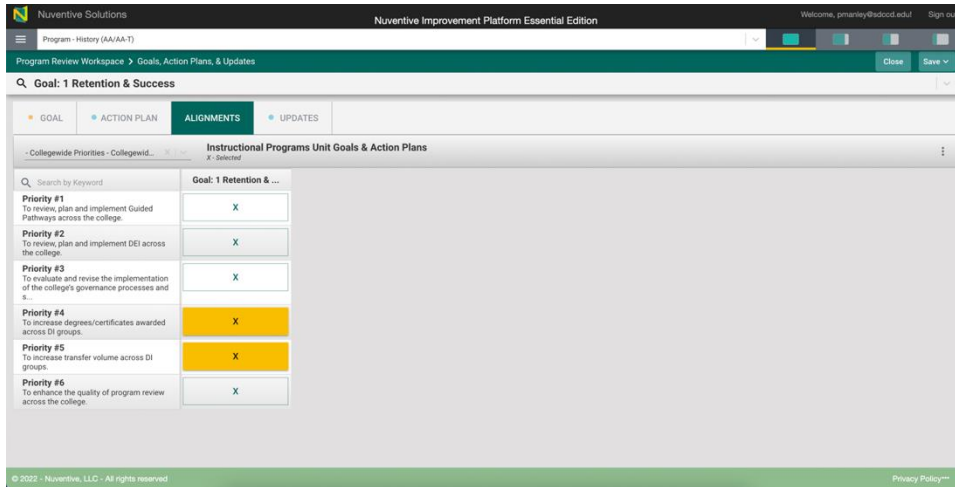 Nuventive Solutions
Nuventive Improvement Platform Essential Edition
Welcome, pmanley@sdccd.edu! Sign ou
Program - History (AA/AA-T)
Program Review Workspace > Goals, Action Plans, & Updates
Close Save
Goal: 1 Retention & Success
GOAL ACTION PLAN ALIGNMENTS UPDATES
- Collegewide Priorities - Collegewid...
Instructional Programs Unit Goals & Action Plans
X - Selected
Search by Keyword
Goal: 1 Retention & ...
Priority #1
To review, plan and implement Guided
Pathways across the college.
X
Priority #2
To review, plan and implement DEI across
the college.
X
Priority #3
To evaluate and revise the implementation
of the college's governance processes and
s...
X
Priority #4
To increase degrees/certificates awarded
across DI groups.
X
Priority #5
To increase transfer volume across DI
groups.
X
Priority #6
To enhance the quality of program review
across the college.
X
© 2022 - Nuventive, LLC - All rights reserved
Privacy Policy